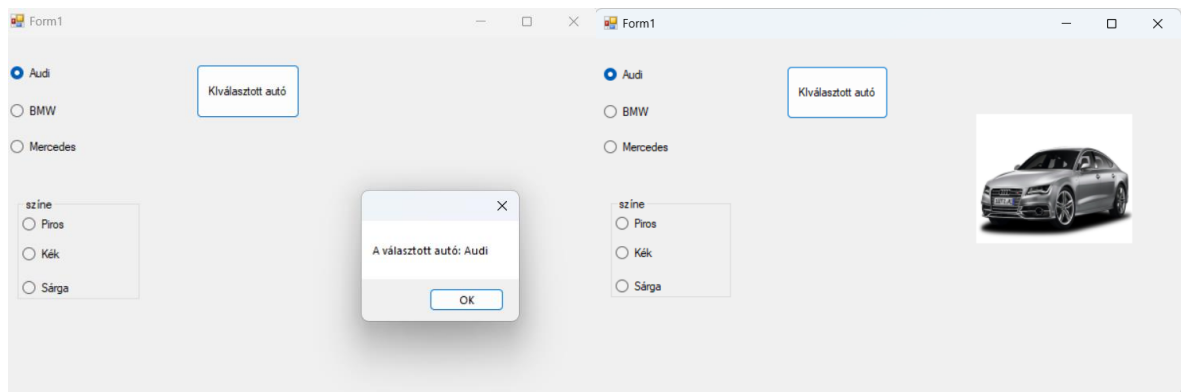 Form1
Audi
KIválasztott autó
BMW
Mercedes
színe
Piros
Kék
Sárga
A választott autó: Audi
OK
Form1
Audi
KIválasztott autó
BMW
Mercedes
színe
Piros
Kék
Sárga